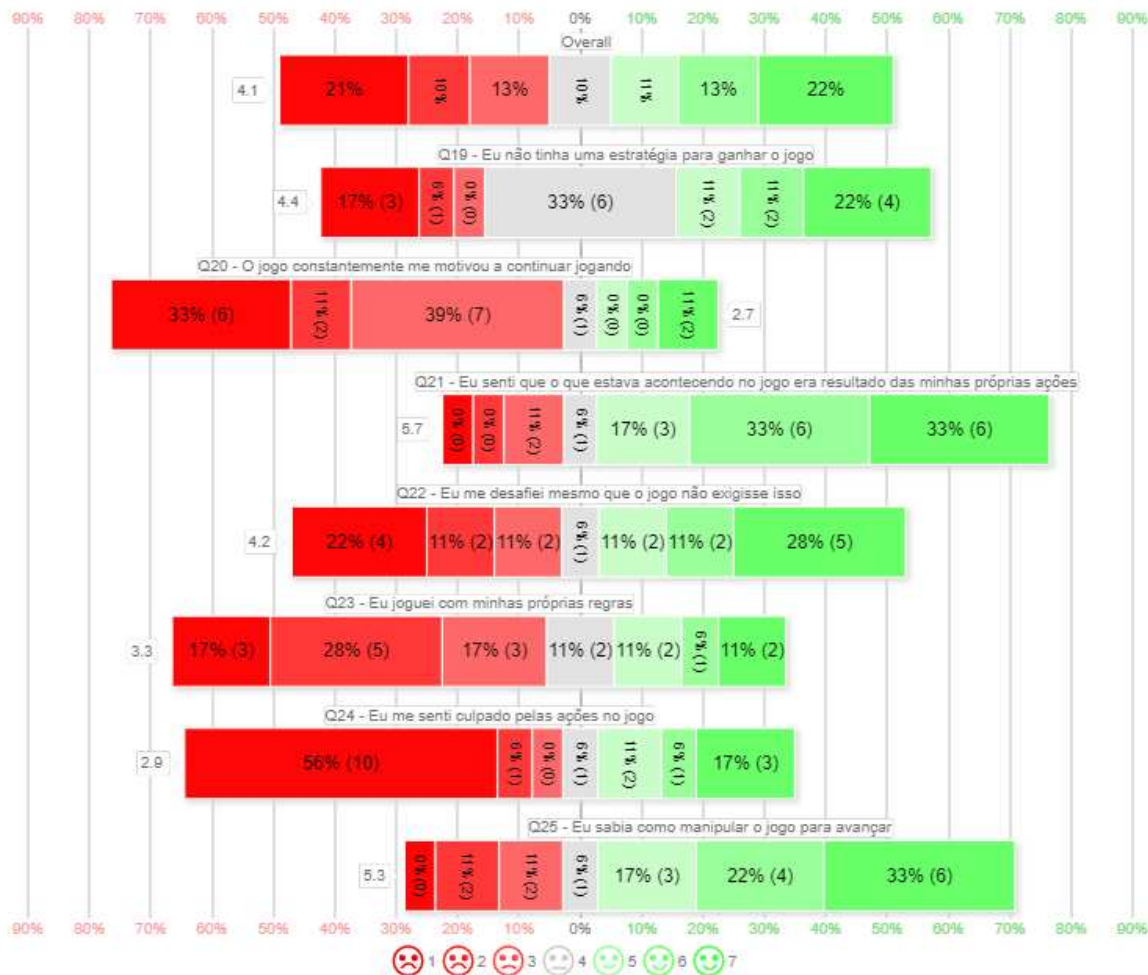 90% 80% 70% 60% 50% 40% 30% 20% 10% 0% 10% 20% 30% 40% 50% 60% 70% 80% 90%
Overall
4.1 21% 10% 13% 10% 11% 13% 22%
Q19 - Eu não tinha uma estratégia para ganhar o jogo
4.4 17% (3) 6% (1) 0% (0) 33% (6) 11% (2) 11% (2) 22% (4)
Q20 - O jogo constantemente me motivou a continuar jogando
33% (6) 11% (2) 39% (7) 6% (1) 0% (0) 0% (0) 11% (2) 2.7
Q21 - Eu senti que o que estava acontecendo no jogo era resultado das minhas próprias ações
5.7 0% (0) 0% (0) 11% (2) 6% (1) 17% (3) 33% (6) 33% (6)
Q22 - Eu me desafiei mesmo que o jogo não exigisse isso
4.2 22% (4) 11% (2) 11% (2) 6% (1) 11% (2) 11% (2) 28% (5)
Q23 - Eu joguei com minhas próprias regras
3.3 17% (3) 28% (5) 17% (3) 11% (2) 11% (2) 6% (1) 11% (2)
Q24 - Eu me senti culpado pelas ações no jogo
2.9 56% (10) 6% (1) 0% (0) 6% (1) 11% (2) 6% (1) 17% (3)
Q25 - Eu sabia como manipular o jogo para avançar
5.3 0% (0) 11% (2) 11% (2) 6% (1) 17% (3) 22% (4) 33% (6)
90% 80% 70% 60% 50% 40% 30% 20% 10% 0% 10% 20% 30% 40% 50% 60% 70% 80% 90%
1 2 3 4 5 6 7